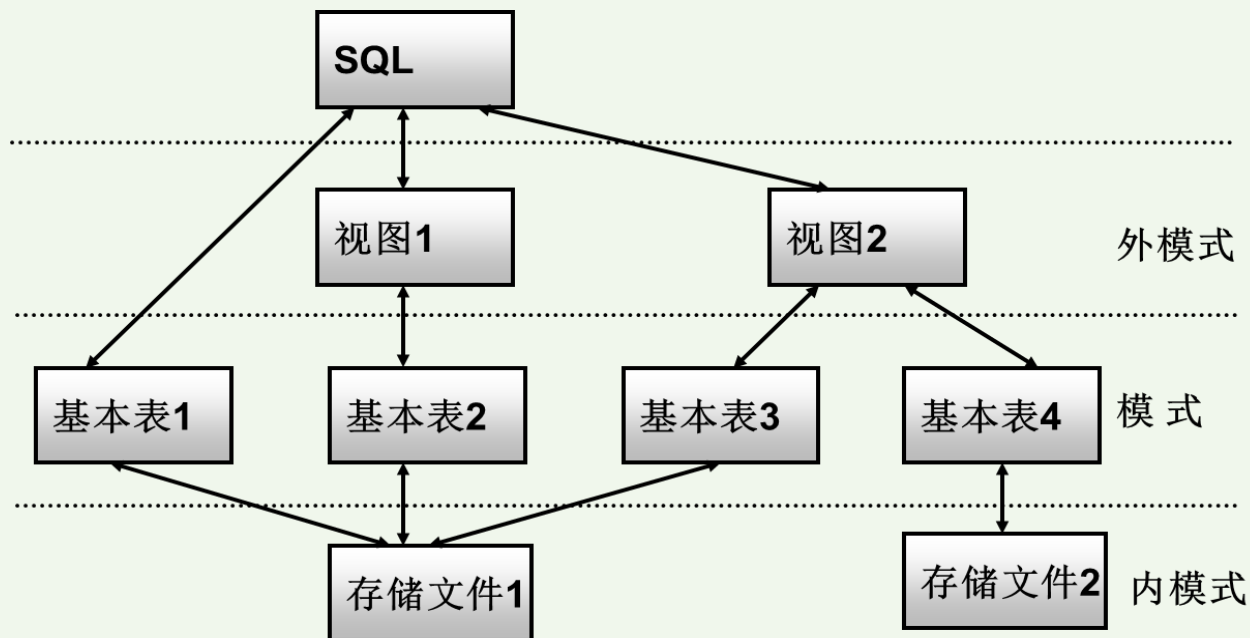 SQL
视图1
视图2
外模式
基本表1
基本表2
基本表3
基本表4
模 式
存储文件1
存储文件2
内模式